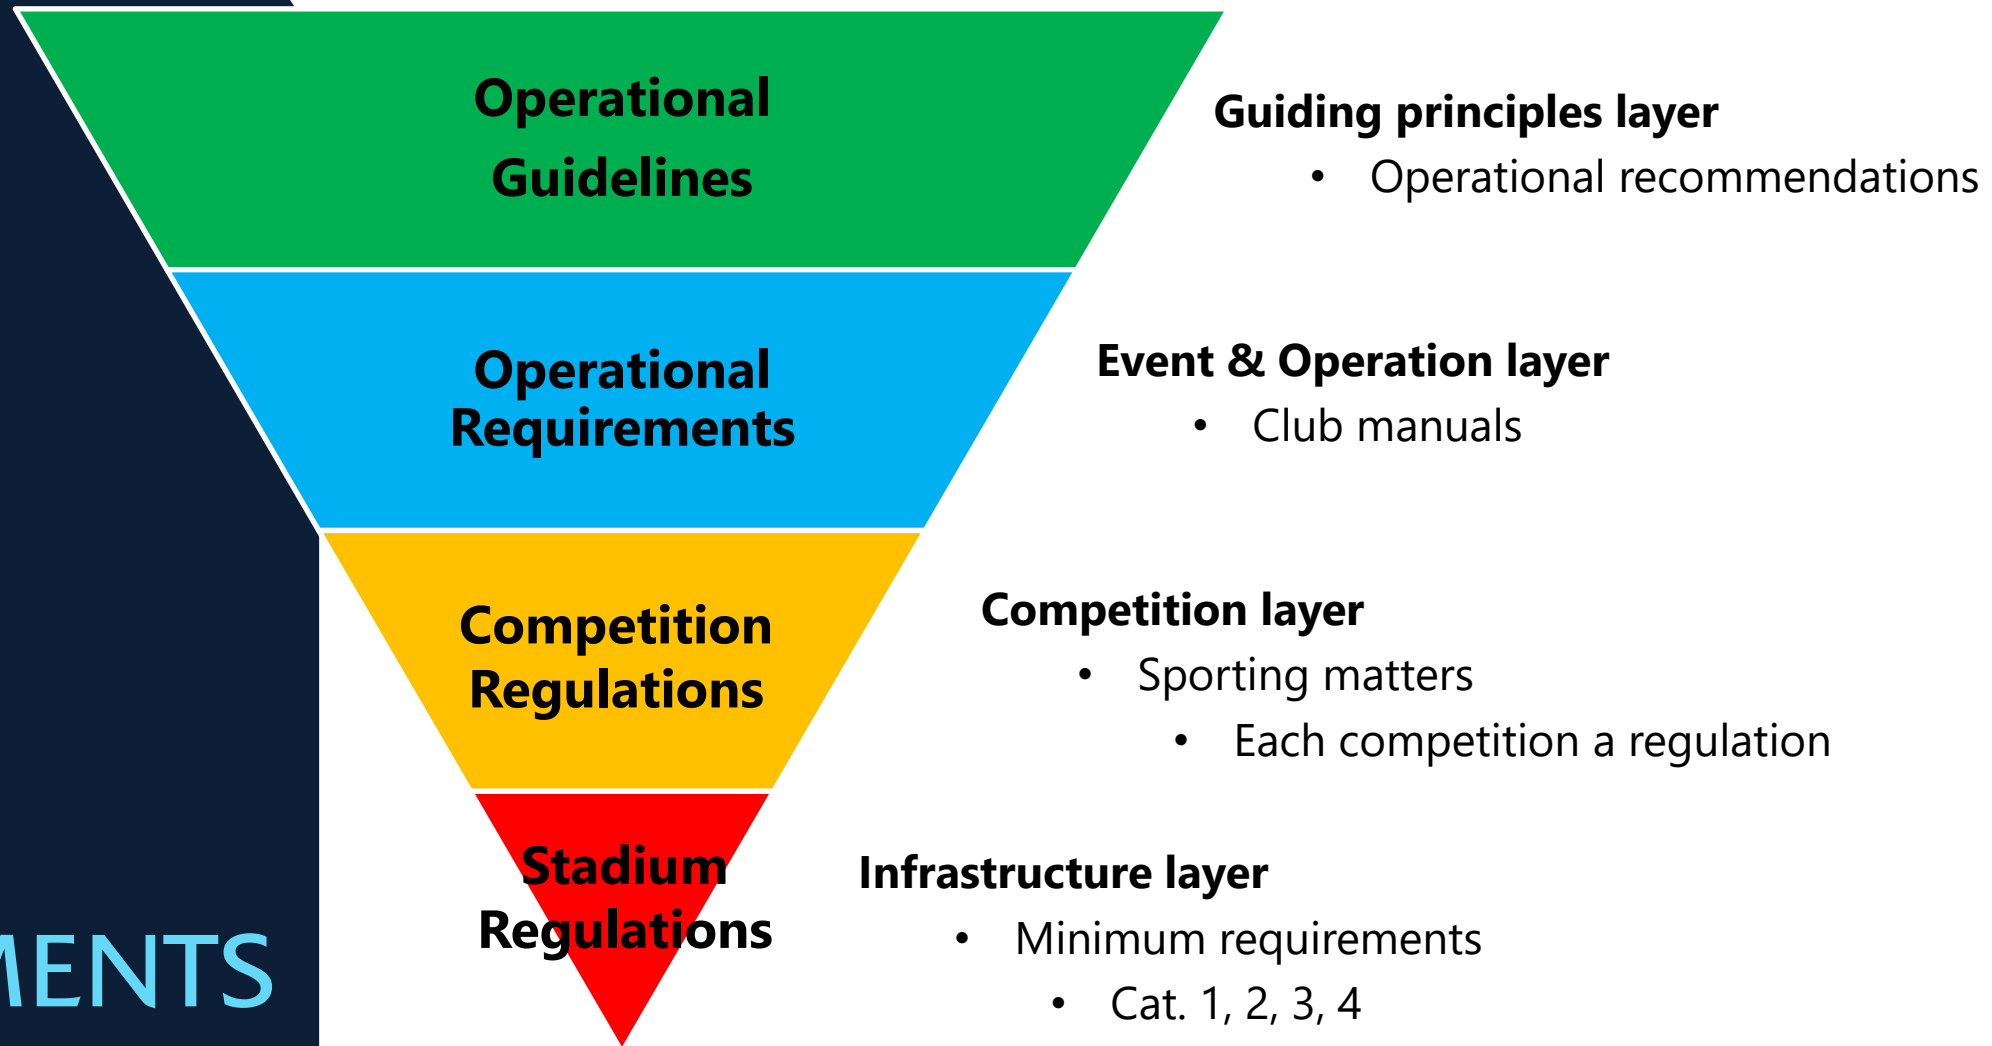 Operational
Guidelines
Guiding principles layer
• Operational recommendations
Operational
Requirements
Event & Operation layer
• Club manuals
Competition
Regulations
Competition layer
• Sporting matters
• Each competition a regulation
Stadium
Regulations
Infrastructure layer
• Minimum requirements
• Cat. 1, 2, 3, 4
MENTS